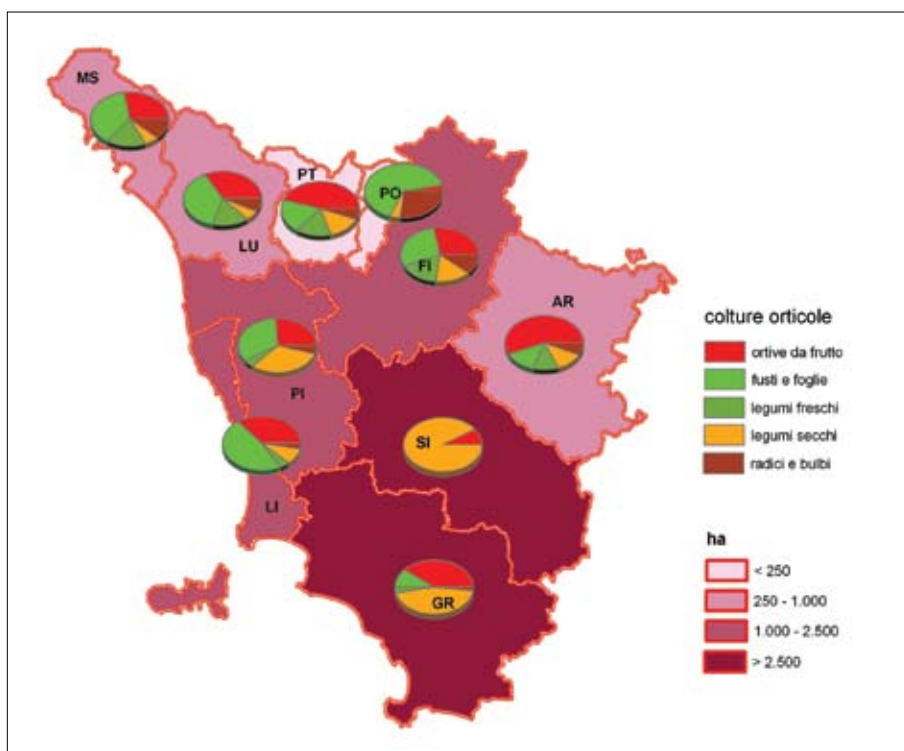 MS
PT
PO
LU
FI
AR
PI
SI
LI
GR
colture orticole
ortive da frutto
fusti e foglie
legumi freschi
legumi secchi
radici e bulbi
ha
< 250
250 - 1.000
1.000 - 2.500
> 2.500